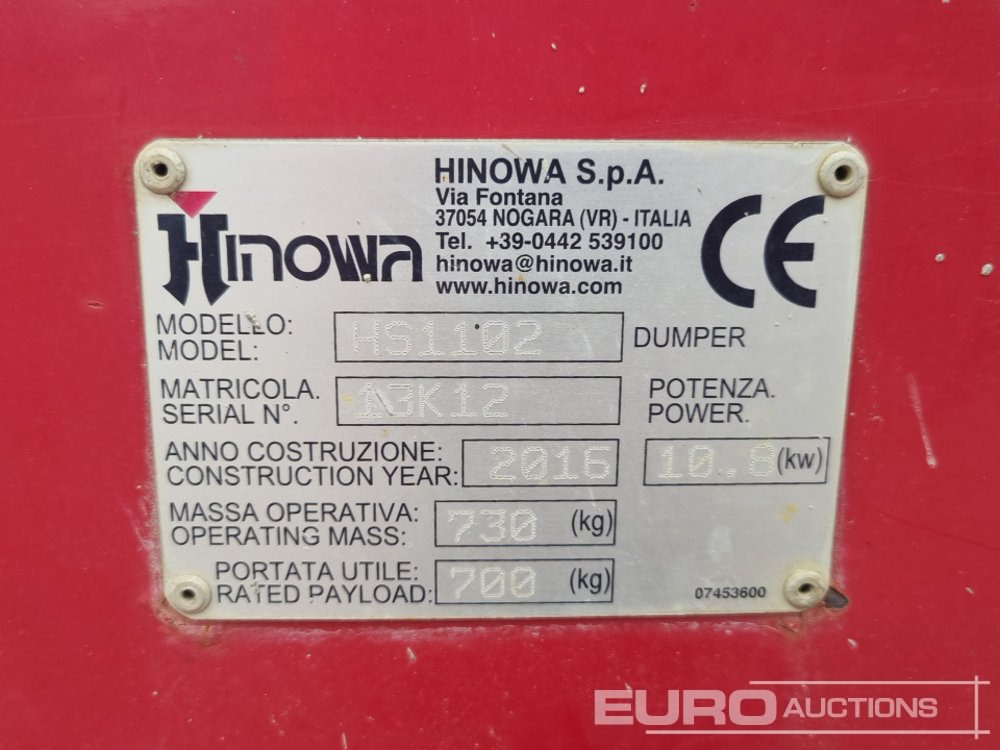 HINOWA S.p.A.
Via Fontana
37054 NOGARA (VR) - ITALIA
Tel. +39-0442 539100
hinowa@hinowa.it
www.hinowa.com
HINOWA
CE
MODELLO:
MODEL:
HS1102
DUMPER
MATRICOLA.
SERIAL N°.
13K12
POTENZA.
POWER.
ANNO COSTRUZIONE:
CONSTRUCTION YEAR:
2016
10.8 (kw)
MASSA OPERATIVA:
OPERATING MASS:
730 (kg)
PORTATA UTILE:
RATED PAYLOAD:
700 (kg)
07453600
EURO AUCTIONS